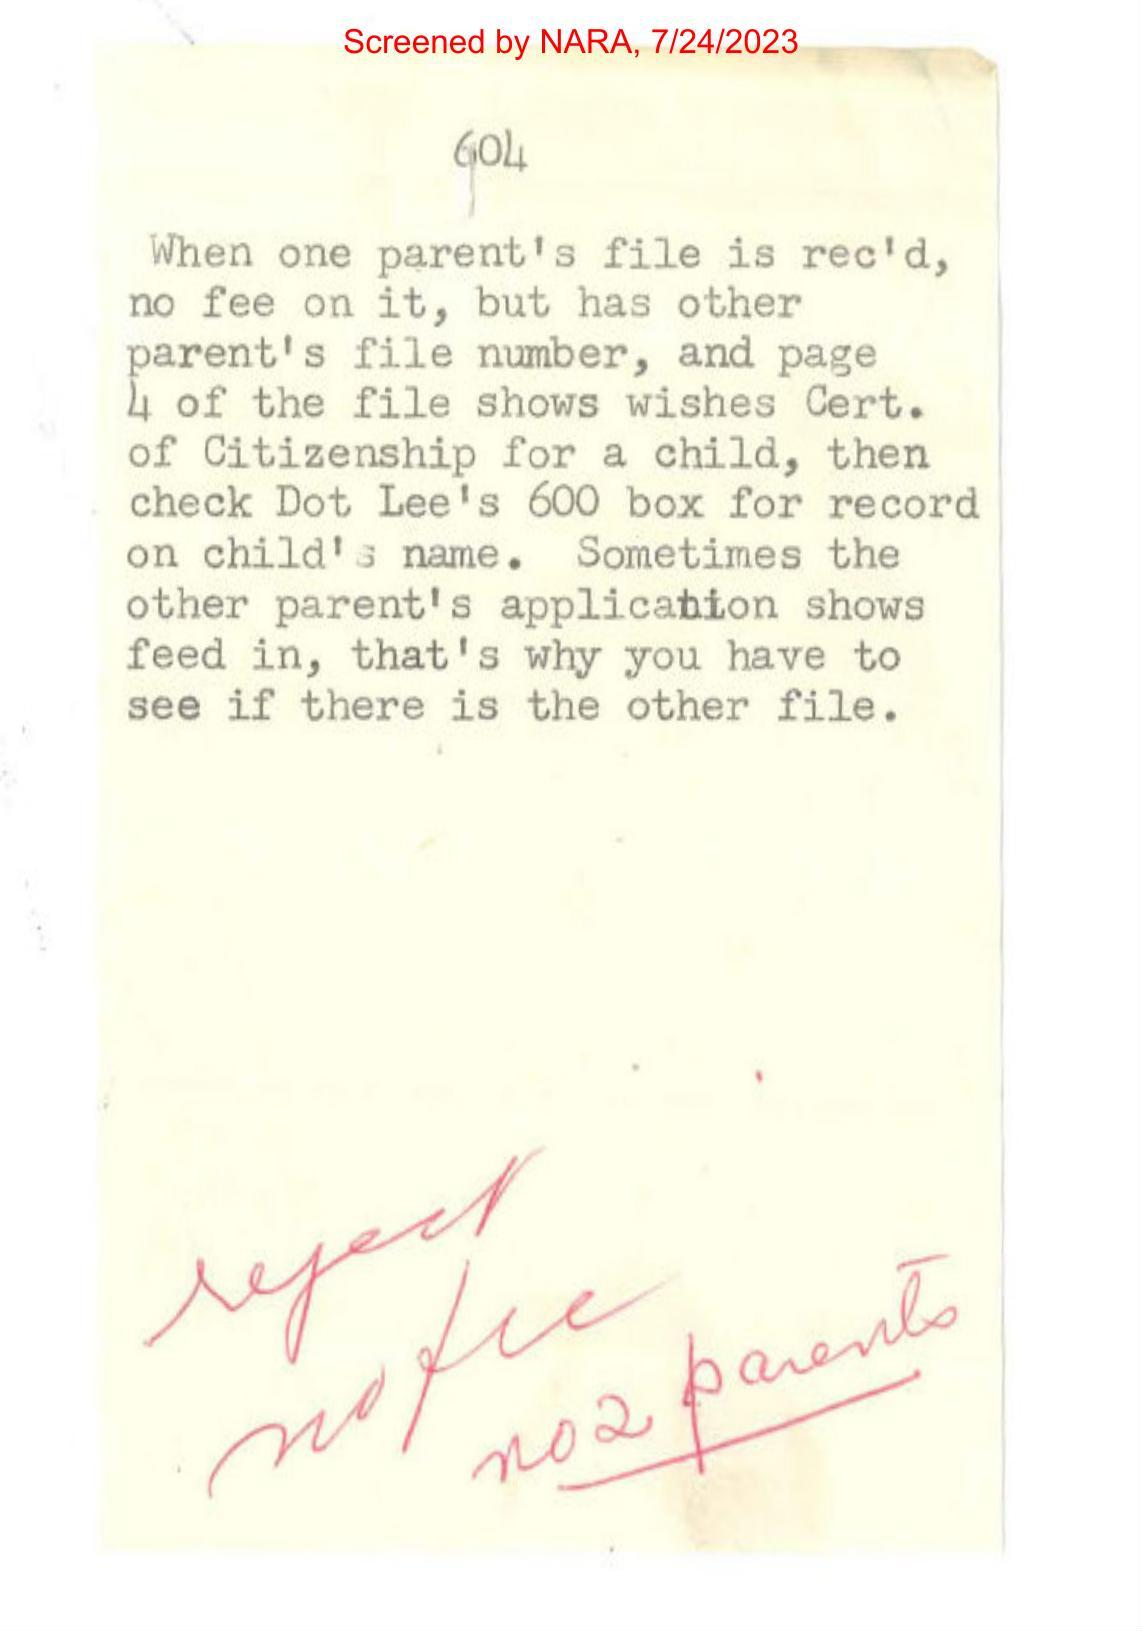 Screened by NARA, 7/24/2023
604
When one parent's file is rec'd,
no fee on it, but has other
parent's file number, and page
4 of the file shows wishes Cert.
of Citizenship for a child, then
check Dot Lee's 600 box for record
on child's name.  Sometimes the
other parent's application shows
feed in, that's why you have to
see if there is the other file.
reject
no fee
no 2 parents